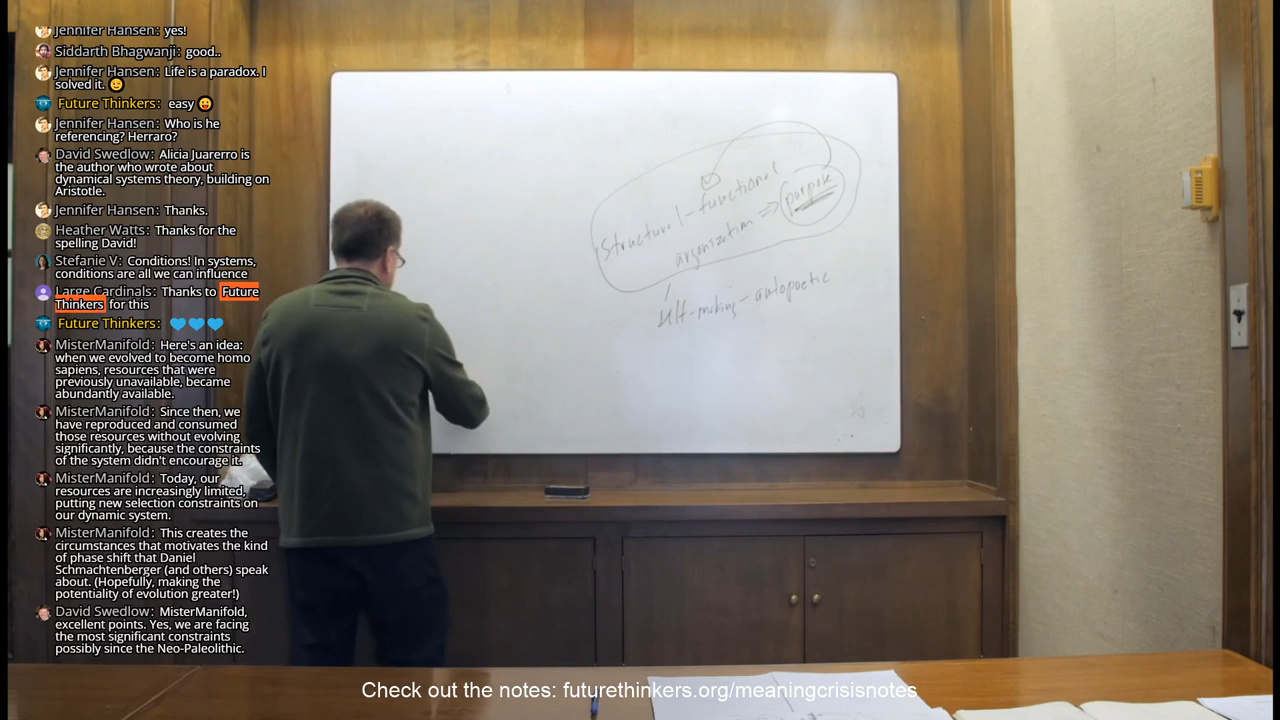 Jennifer Hansen: yes!
Siddarth Bhagwanji: good..
Jennifer Hansen: Life is a paradox. I
solved it. 😉
Future Thinkers: easy 😛
Jennifer Hansen: Who is he
referencing? Herraro?
David Swedlow: Alicia Juarerro is
the author who wrote about
dynamical systems theory, building on
Aristotle.
Jennifer Hansen: Thanks.
Heather Watts: Thanks for the
spelling David!
Stefanie V: Conditions! In systems,
conditions are all we can influence
Large Cardinals: Thanks to Future
Thinkers for this
Future Thinkers: 💙💙💙
MisterManifold: Here's an idea:
when we evolved to become homo
sapiens, resources that were
previously unavailable, became
abundantly available.
MisterManifold: Since then, we
have reproduced and consumed
those resources without evolving
significantly, because the constraints
of the system didn't encourage it.
MisterManifold: Today, our
resources are increasingly limited,
putting new selection constraints on
our dynamic system.
MisterManifold: This creates the
circumstances that motivates the kind
of phase shift that Daniel
Schmachtenberger (and others) speak
about. (Hopefully, making the
potentiality of evolution greater!)
David Swedlow: MisterManifold,
excellent points. Yes, we are facing
the most significant constraints
possibly since the Neo-Paleolithic.
Structural-functional
organization ⇒ purpose
self-making - autopoetic
Check out the notes: futurethinkers.org/meaningcrisisnotes